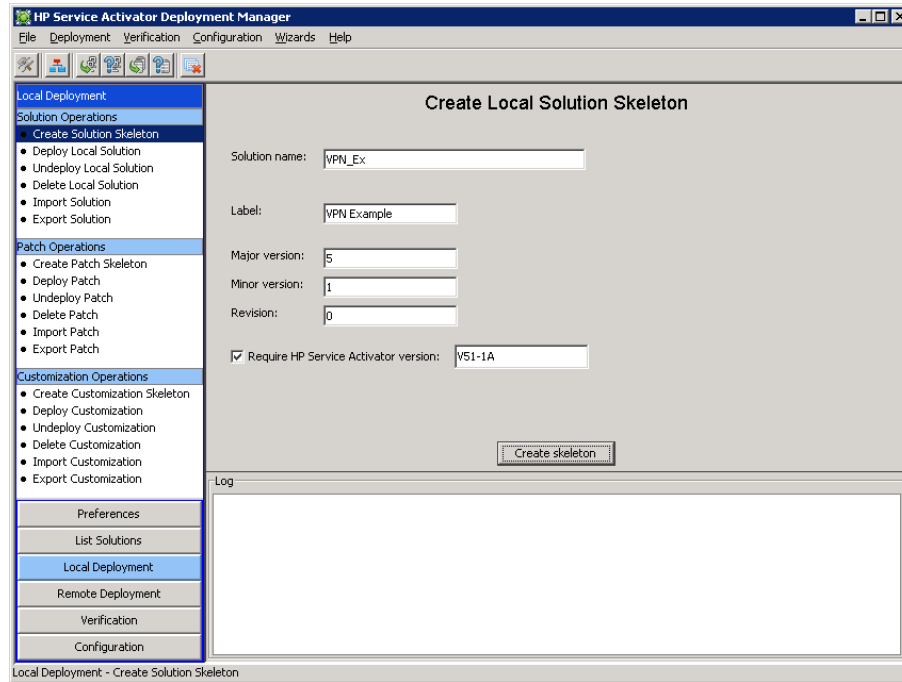 HP Service Activator Deployment Manager
File Deployment Verification Configuration Wizards Help
Local Deployment
Solution Operations
Create Solution Skeleton
Deploy Local Solution
Undeploy Local Solution
Delete Local Solution
Import Solution
Export Solution
Patch Operations
Create Patch Skeleton
Deploy Patch
Undeploy Patch
Delete Patch
Import Patch
Export Patch
Customization Operations
Create Customization Skeleton
Deploy Customization
Undeploy Customization
Delete Customization
Import Customization
Export Customization
Preferences
List Solutions
Local Deployment
Remote Deployment
Verification
Configuration
Create Local Solution Skeleton
Solution name: VPN_Ex
Label: VPN Example
Major version: 5
Minor version: 1
Revision: 0
Require HP Service Activator version: V51-1A
Create skeleton
Log
Local Deployment - Create Solution Skeleton